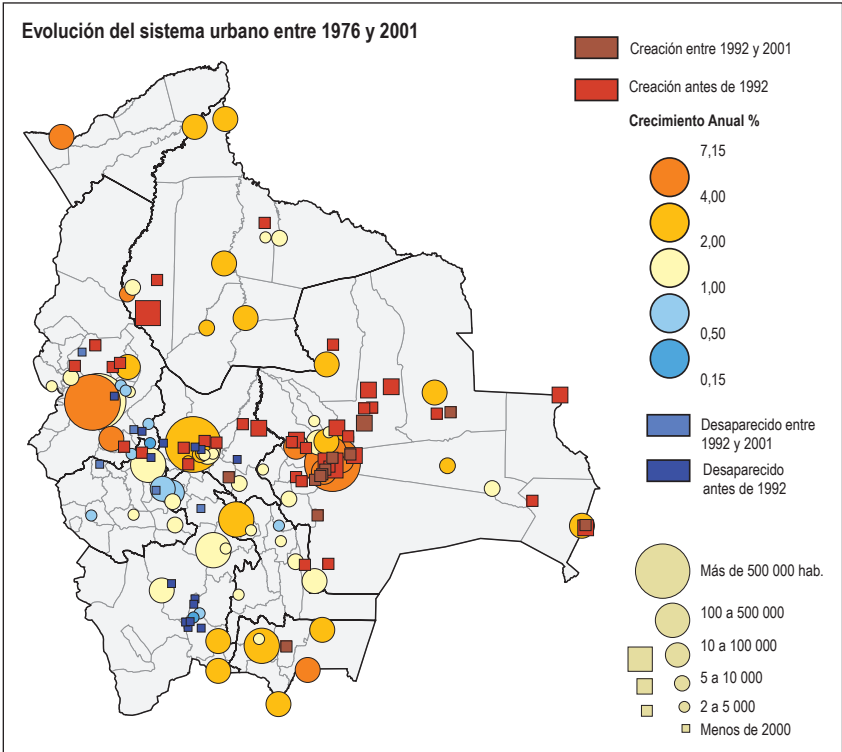 Evolución del sistema urbano entre 1976 y 2001
Creación entre 1992 y 2001
Creación antes de 1992
Crecimiento Anual %
7,15
4,00
2,00
1,00
0,50
0,15
Desaparecido entre
1992 y 2001
Desaparecido
antes de 1992
Más de 500 000 hab.
100 a 500 000
10 a 100 000
5 a 10 000
2 a 5 000
Menos de 2000